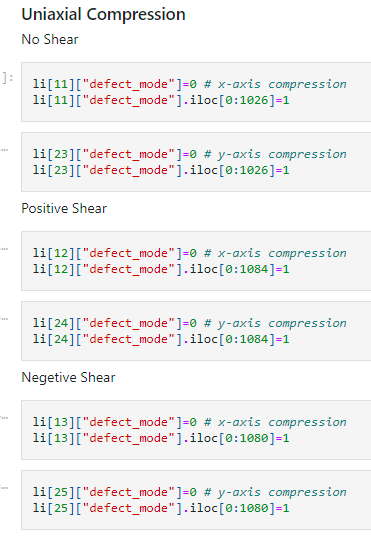 Uniaxial Compression
No Shear
]:
li[11]["defect_mode"]=0 # x-axis compression
li[11]["defect_mode"].iloc[0:1026]=1
…
li[23]["defect_mode"]=0 # y-axis compression
li[23]["defect_mode"].iloc[0:1026]=1
Positive Shear
…
li[12]["defect_mode"]=0 # x-axis compression
li[12]["defect_mode"].iloc[0:1084]=1
…
li[24]["defect_mode"]=0 # y-axis compression
li[24]["defect_mode"].iloc[0:1084]=1
Negetive Shear
…
li[13]["defect_mode"]=0 # x-axis compression
li[13]["defect_mode"].iloc[0:1080]=1
…
li[25]["defect_mode"]=0 # y-axis compression
li[25]["defect_mode"].iloc[0:1080]=1